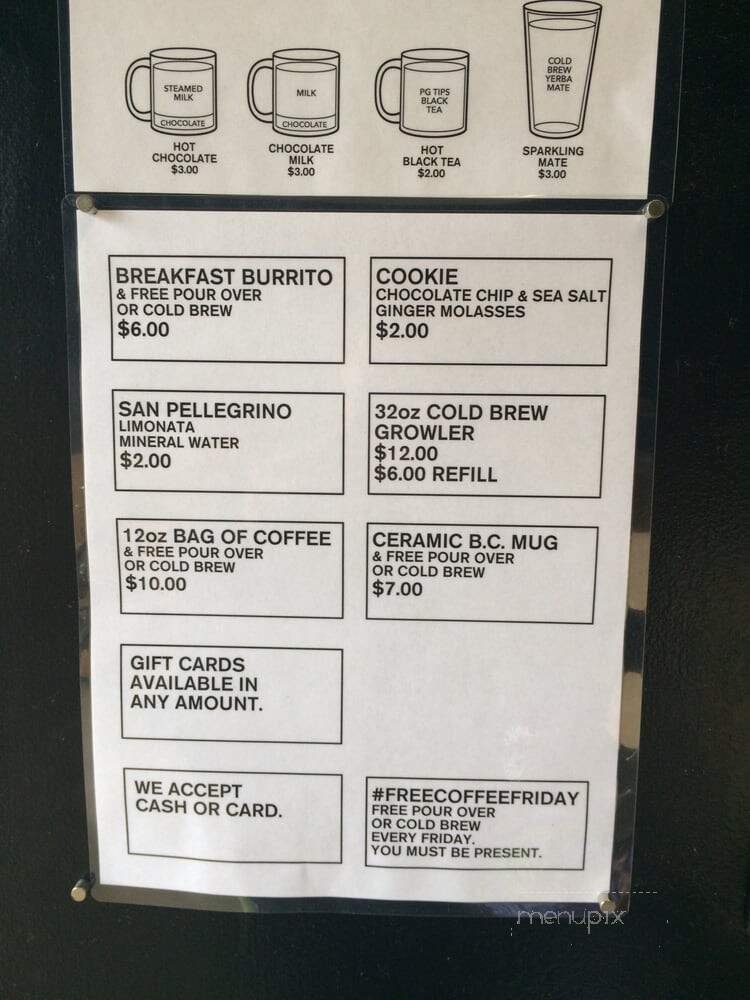 STEAMED
MILK
CHOCOLATE
HOT
CHOCOLATE
$3.00
MILK
CHOCOLATE
CHOCOLATE
MILK
$3.00
PG TIPS
BLACK
TEA
HOT
BLACK TEA
$2.00
COLD
BREW
YERBA
MATE
SPARKLING
MATE
$3.00
BREAKFAST BURRITO
& FREE POUR OVER
OR COLD BREW
$6.00
COOKIE
CHOCOLATE CHIP & SEA SALT
GINGER MOLASSES
$2.00
SAN PELLEGRINO
LIMONATA
MINERAL WATER
$2.00
32oz COLD BREW
GROWLER
$12.00
$6.00 REFILL
12oz BAG OF COFFEE
& FREE POUR OVER
OR COLD BREW
$10.00
CERAMIC B.C. MUG
& FREE POUR OVER
OR COLD BREW
$7.00
GIFT CARDS
AVAILABLE IN
ANY AMOUNT.
WE ACCEPT
CASH OR CARD.
#FREECOFFEEFRIDAY
FREE POUR OVER
OR COLD BREW
EVERY FRIDAY.
YOU MUST BE PRESENT.
menupix